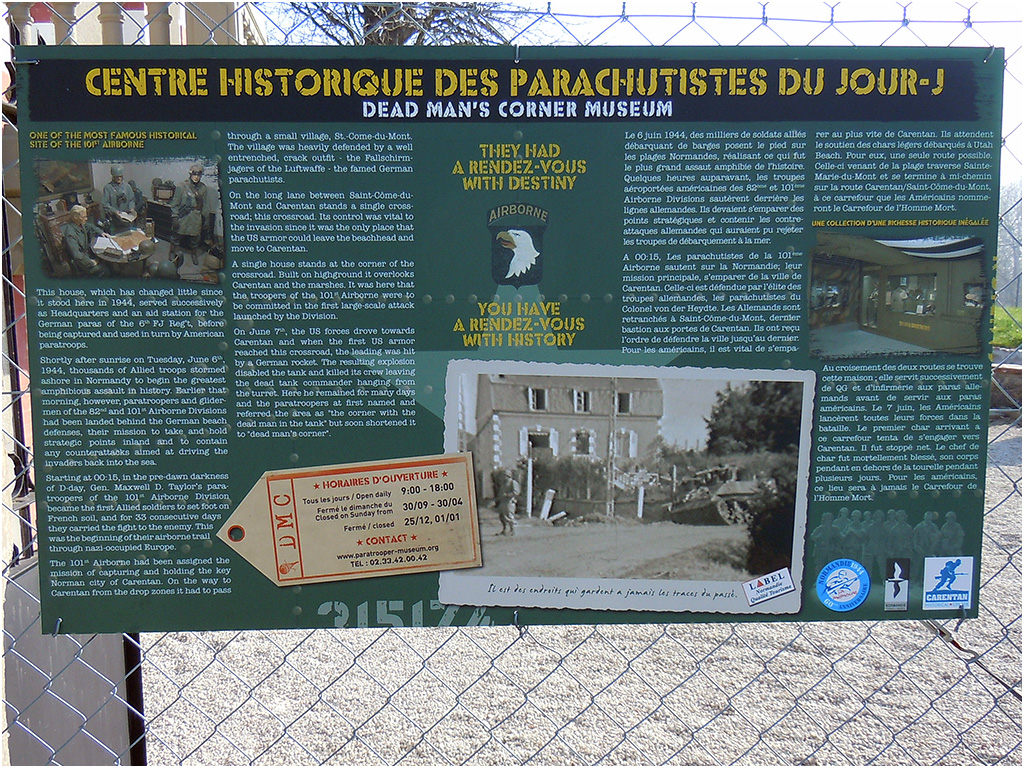 CENTRE HISTORIQUE DES PARACHUTISTES DU JOUR-J
DEAD MAN'S CORNER MUSEUM
ONE OF THE MOST FAMOUS HISTORICAL
SITE OF THE 101ST AIRBORNE
This house, which has changed little since
it stood here in 1944, served successively
as Headquarters and an aid station for the
German paras of the 6th FJ Reg't, before
being captured and used in turn by American
paratroops.
Shortly after sunrise on Tuesday, June 6th,
1944, thousands of Allied troops stormed
ashore in Normandy to begin the greatest
amphibious assault in history. Earlier that
morning, however, paratroopers and glider-
men of the 82nd and 101st Airborne Divisions
had been landed behind the German beach
defenses, their mission to take and hold
strategic points inland and to contain
any counterattacks aimed at driving the
invaders back into the sea.
Starting at 00:15, in the pre-dawn darkness
of D-day, Gen. Maxwell D. Taylor's para-
troopers of the 101st Airborne Division
became the first Allied soldiers to set foot on
French soil, and for 33 consecutive days
they carried the fight to the enemy. This
was the beginning of their airborne trail
through nazi-occupied Europe.
The 101st Airborne had been assigned the
mission of capturing and holding the key
Norman city of Carentan. On the way to
Carentan from the drop zones it had to pass
through a small village, St.-Come-du-Mont.
The village was heavily defended by a well
entrenched, crack outfit - the Fallschirm-
jagers of the Luftwaffe - the famed German
parachutists.
On the long lane between Saint-Côme-du-
Mont and Carentan stands a single cross-
road; this crossroad. Its control was vital to
the invasion since it was the only place that
the US armor could leave the beachhead and
move to Carentan.
A single house stands at the corner of the
crossroad. Built on highground it overlooks
Carentan and the marshes. It was here that
the troopers of the 101st Airborne were to
be committed in the first large-scale attack
launched by the Division.
On June 7th, the US forces drove towards
Carentan and when the first US armor
reached this crossroad, the leading was hit
by a German rocket. The resulting explosion
disabled the tank and killed its crew leaving
the dead tank commander hanging from
the turret. Here he remained for many days
and the paratroopers at first named and
referred the area as "the corner with the
dead man in the tank" but soon shortened it
to "dead man's corner".
THEY HAD
A RENDEZ-VOUS
WITH DESTINY
AIRBORNE
YOU HAVE
A RENDEZ-VOUS
WITH HISTORY
Le 6 juin 1944, des milliers de soldats alliés
débarquant de barges posent le pied sur
les plages Normandes, réalisant ce qui fut
le plus grand assaut amphibie de l'histoire.
Quelques heures auparavant, les troupes
aéroportées américaines des 82ème et 101ème
Airborne Divisions sautèrent derrière les
lignes allemandes. Ils devaient s'emparer des
points stratégiques et contenir les contre-
attaques allemandes qui auraient pu rejeter
les troupes de débarquement à la mer.
A 00:15, Les parachutistes de la 101ème
Airborne sautent sur la Normandie; leur
mission principale, s'emparer de la ville de
Carentan. Celle-ci est défendue par l'élite des
troupes allemandes, les parachutistes du
Colonel von der Heydte. Les Allemands sont
retranchés à Saint-Côme-du-Mont, dernier
bastion aux portes de Carentan. Ils ont reçu
l'ordre de défendre la ville jusqu'au dernier.
Pour les américains, il est vital de s'empa-
rer au plus vite de Carentan. Ils attendent
le soutien des chars légers débarqués à Utah
Beach. Pour eux, une seule route possible.
Celle-ci venant de la plage traverse Sainte-
Marie-du-Mont et se termine à mi-chemin
sur la route Carentan/Saint-Côme-du-Mont,
à ce carrefour que les Américains nomme-
ront le Carrefour de l'Homme Mort.
UNE COLLECTION D'UNE RICHESSE HISTORIQUE INÉGALÉE
Au croisement des deux routes se trouve
cette maison ; elle servit successivement
de QG et d'infirmerie aux paras alle-
mands avant de servir aux paras
américains. Le 7 juin, les Américains
lancèrent toutes leurs forces dans la
bataille. Le premier char arrivant à
ce carrefour tenta de s'engager vers
Carentan. Il fut stoppé net. Le chef de
char fut mortellement blessé, son corps
pendant en dehors de la tourelle pendant
plusieurs jours. Pour les américains,
ce lieu sera à jamais le Carrefour de
l'Homme Mort.
DMC
★ HORAIRES D'OUVERTURE ★
Tous les jours / Open daily 9:00 - 18:00
Fermé le dimanche du
Closed on Sunday from 30/09 - 30/04
Fermé / closed 25/12, 01/01
★ CONTACT ★
www.paratrooper-museum.org
TEL : 02.33.42.00.42
Il est des endroits qui gardent a jamais les traces du passé.
LABEL
Normandie
Qualité Tourisme
NORMANDIE
60th ANNIVERSARY
Normandie
CARENTAN